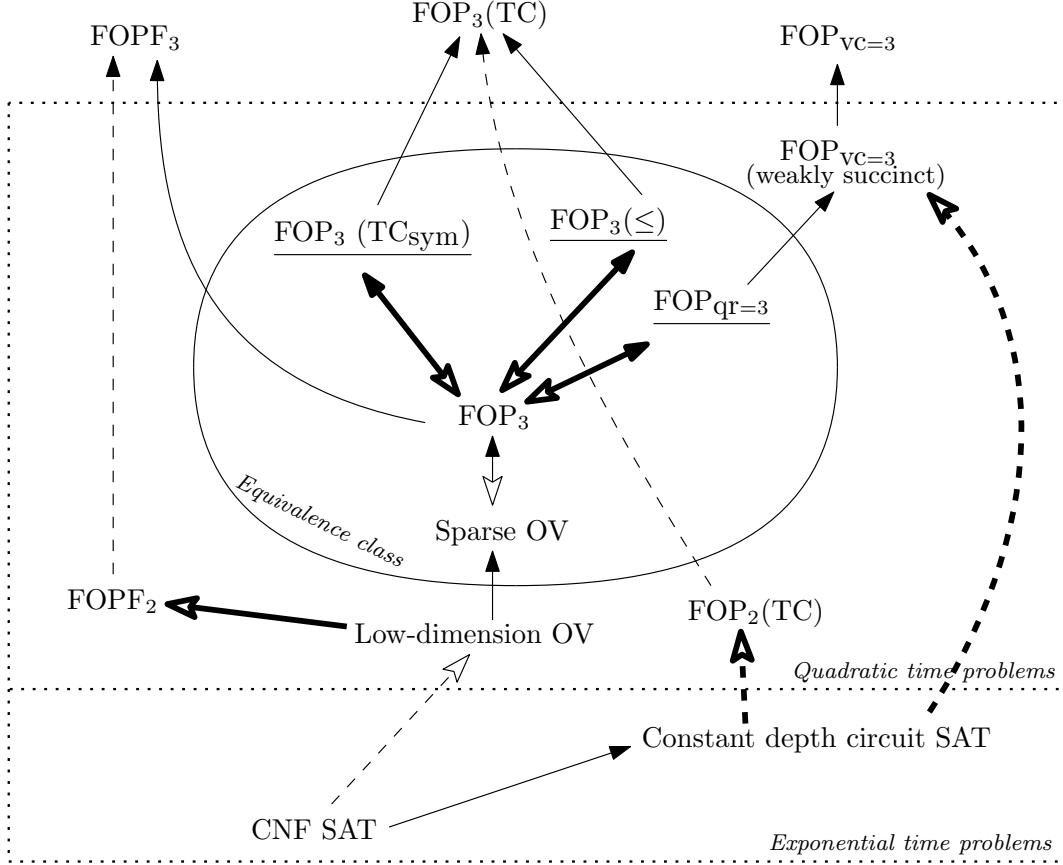 FOP₃(TC)
FOPF₃
FOP_vc=3
FOP_vc=3
(weakly succinct)
FOP₃ (TC_sym)
FOP₃(≤)
FOP_qr=3
FOP₃
Equivalence class
Sparse OV
FOPF₂
Low-dimension OV
FOP₂(TC)
Quadratic time problems
Constant depth circuit SAT
CNF SAT
Exponential time problems